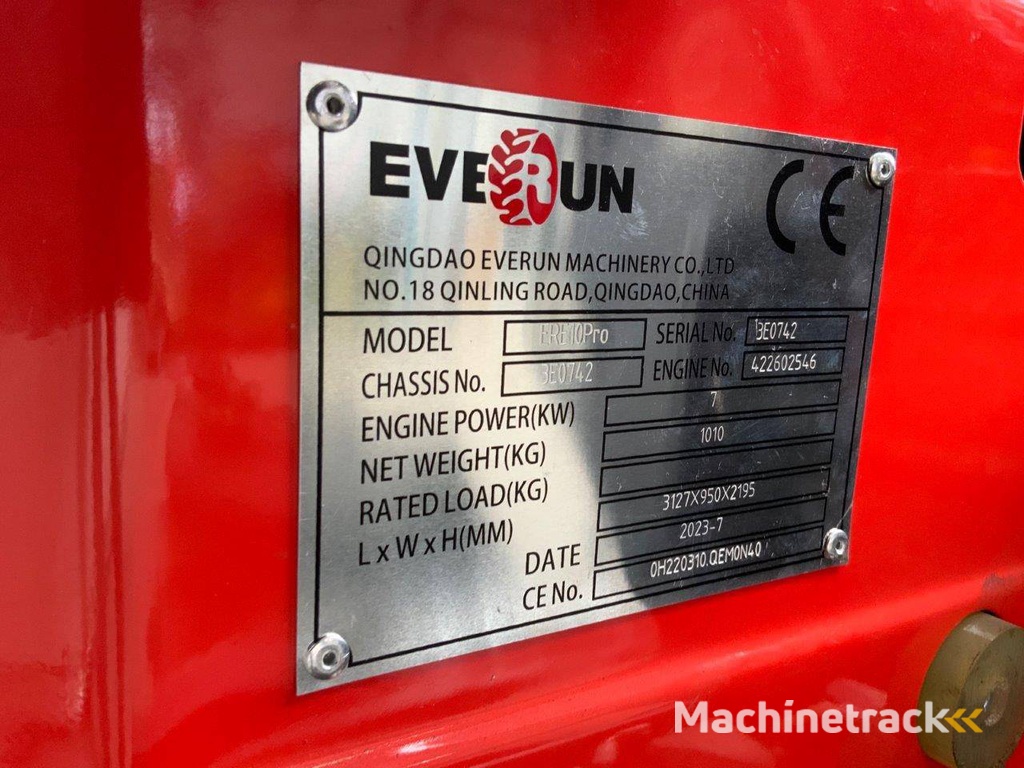 EVERUN
CE
QINGDAO EVERUN MACHINERY CO.,LTD
NO.18 QINLING ROAD,QINGDAO,CHINA
MODEL ERE10Pro SERIAL No. 3E0742
CHASSIS No. 3E0742 ENGINE No. 422602546
ENGINE POWER(KW) 7
NET WEIGHT(KG) 1010
RATED LOAD(KG)
L x W x H(MM) 3127X950X2195
DATE 2023-7
CE No. 0H220310.QEM0N40
Machinetrack